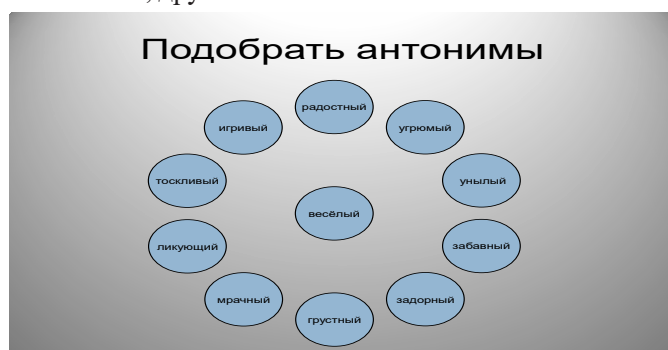 Подобрать антонимы
радостный
игривый
угрюмый
тоскливый
унылый
весёлый
ликующий
забавный
мрачный
задорный
грустный